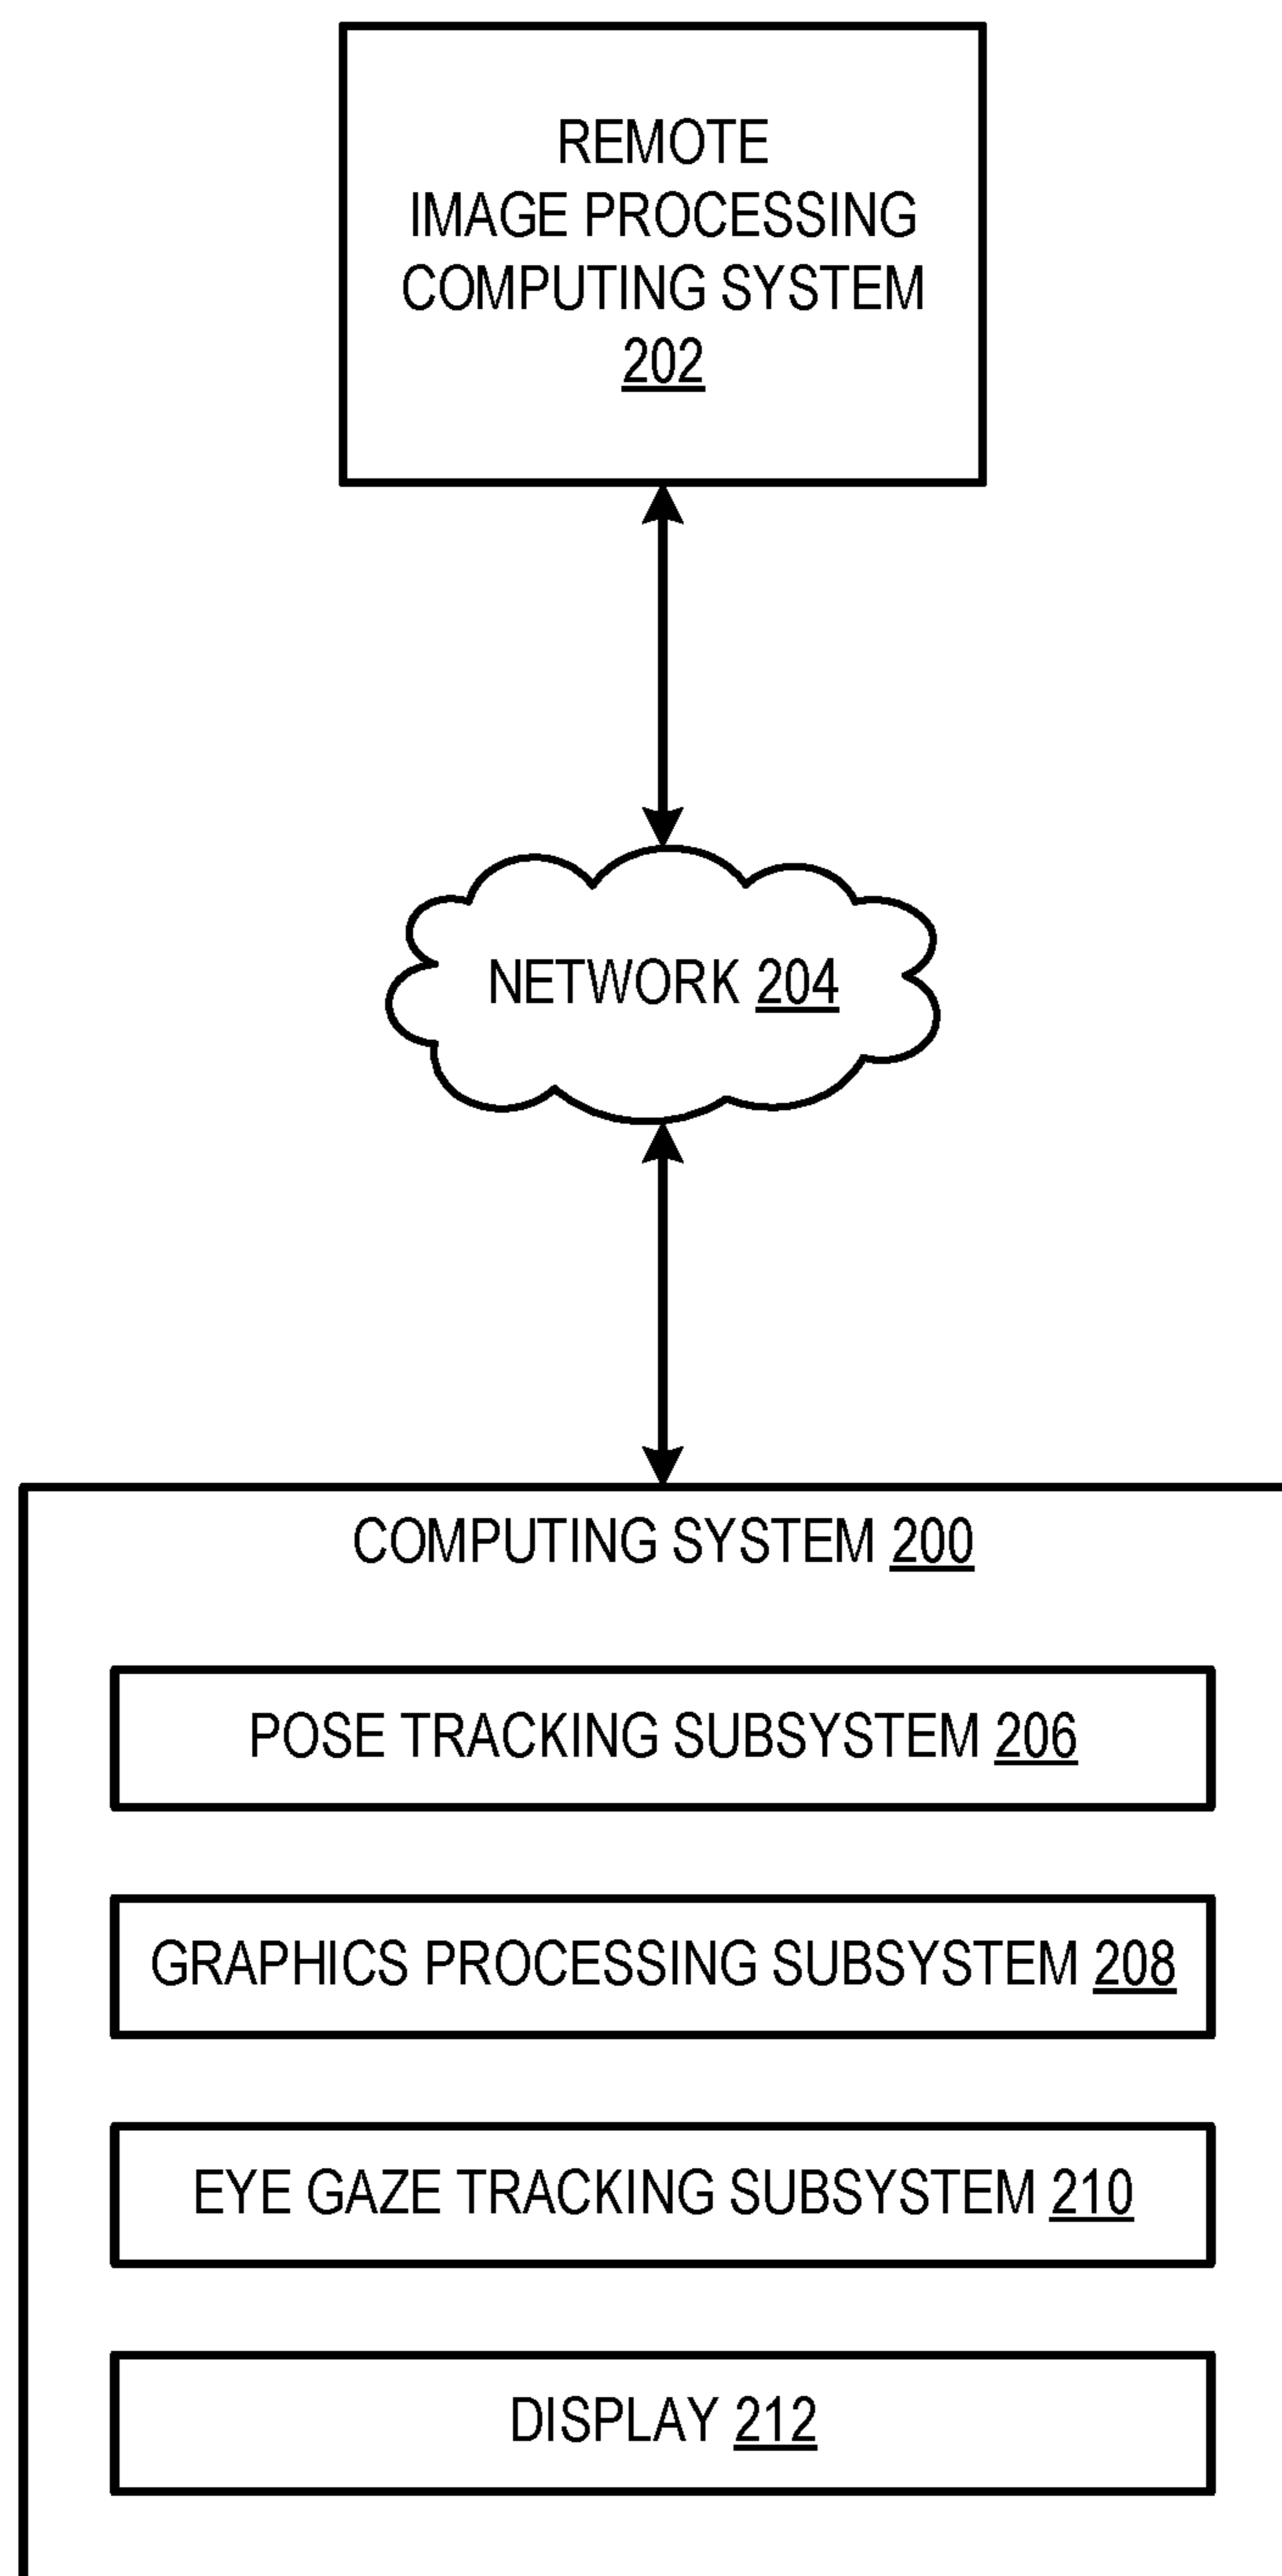 REMOTE
IMAGE PROCESSING
COMPUTING SYSTEM
202
NETWORK 204
COMPUTING SYSTEM 200
POSE TRACKING SUBSYSTEM 206
GRAPHICS PROCESSING SUBSYSTEM 208
EYE GAZE TRACKING SUBSYSTEM 210
DISPLAY 212